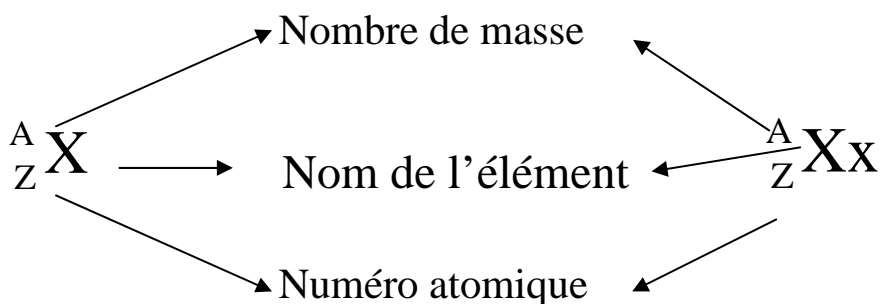 Nombre de masse
A
Z X
Nom de l’élément
A
Z Xx
Numéro atomique